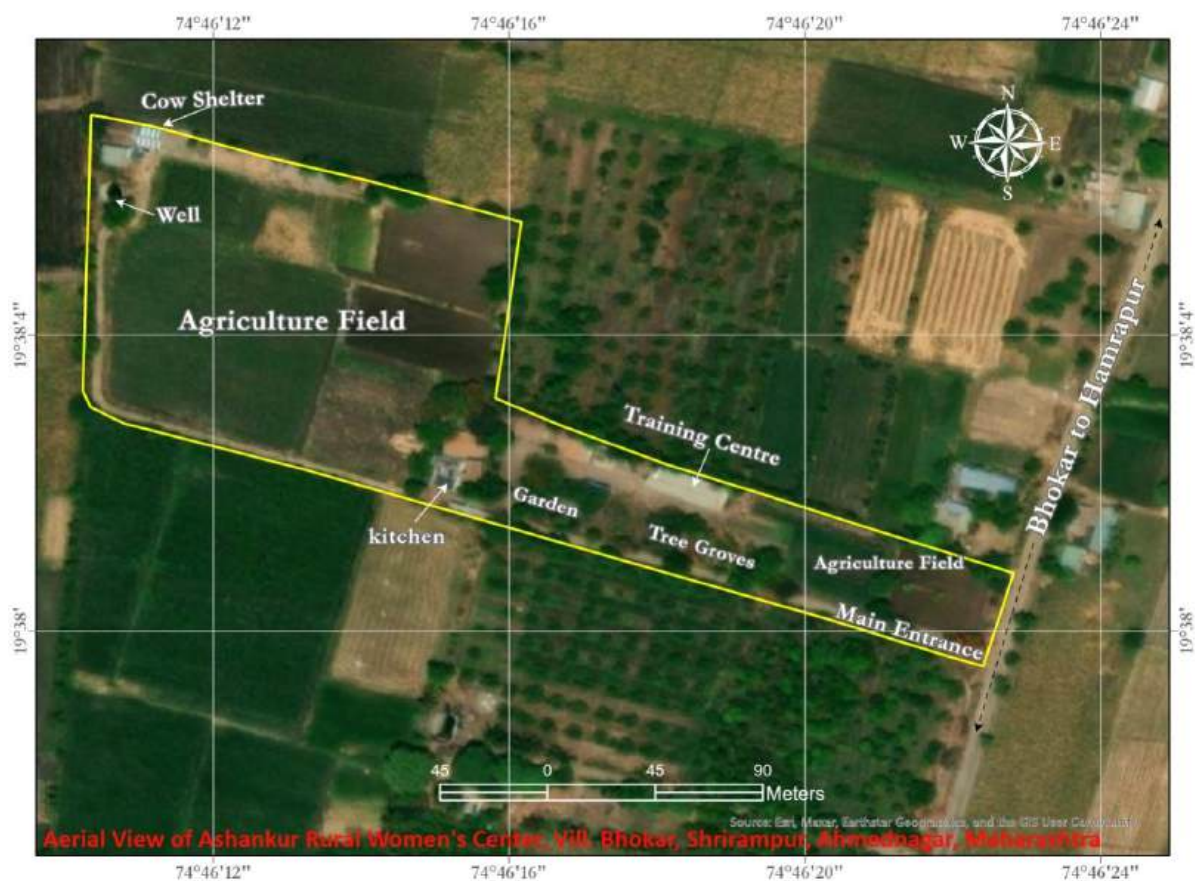 74°46'12" 74°46'16" 74°46'20" 74°46'24"
N
W E
S
Cow Shelter
Well
Agriculture Field
19°38'4" 19°38'4"
Bhokar to Hamrapur
Training Centre
Garden
kitchen
Tree Groves
Agriculture Field
Main Entrance
19°38' 19°38'
45 0 45 90
Meters
Source: Esri, Maxar, Earthstar Geographics, and the GIS User Community
Aerial View of Ashankur Rural Women's Center, Vill. Bhokar, Shrirampur, Ahmednagar, Maharashtra
74°46'12" 74°46'16" 74°46'20" 74°46'24"